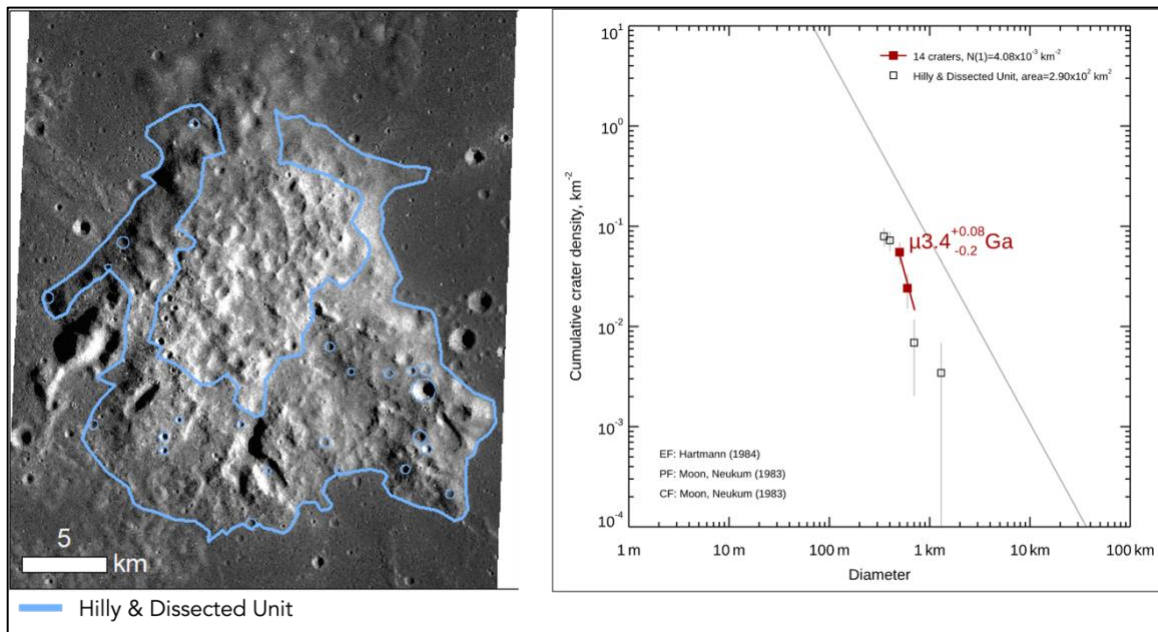 5
km
Hilly & Dissected Unit
10¹
10⁰
10⁻¹
10⁻²
10⁻³
10⁻⁴
Cumulative crater density, km⁻²
14 craters, N(1)=4.08x10⁻³ km⁻²
Hilly & Dissected Unit, area=2.90x10² km²
µ3.4 +0.08 -0.2 Ga
EF: Hartmann (1984)
PF: Moon, Neukum (1983)
CF: Moon, Neukum (1983)
1 m 10 m 100 m 1 km 10 km 100 km
Diameter